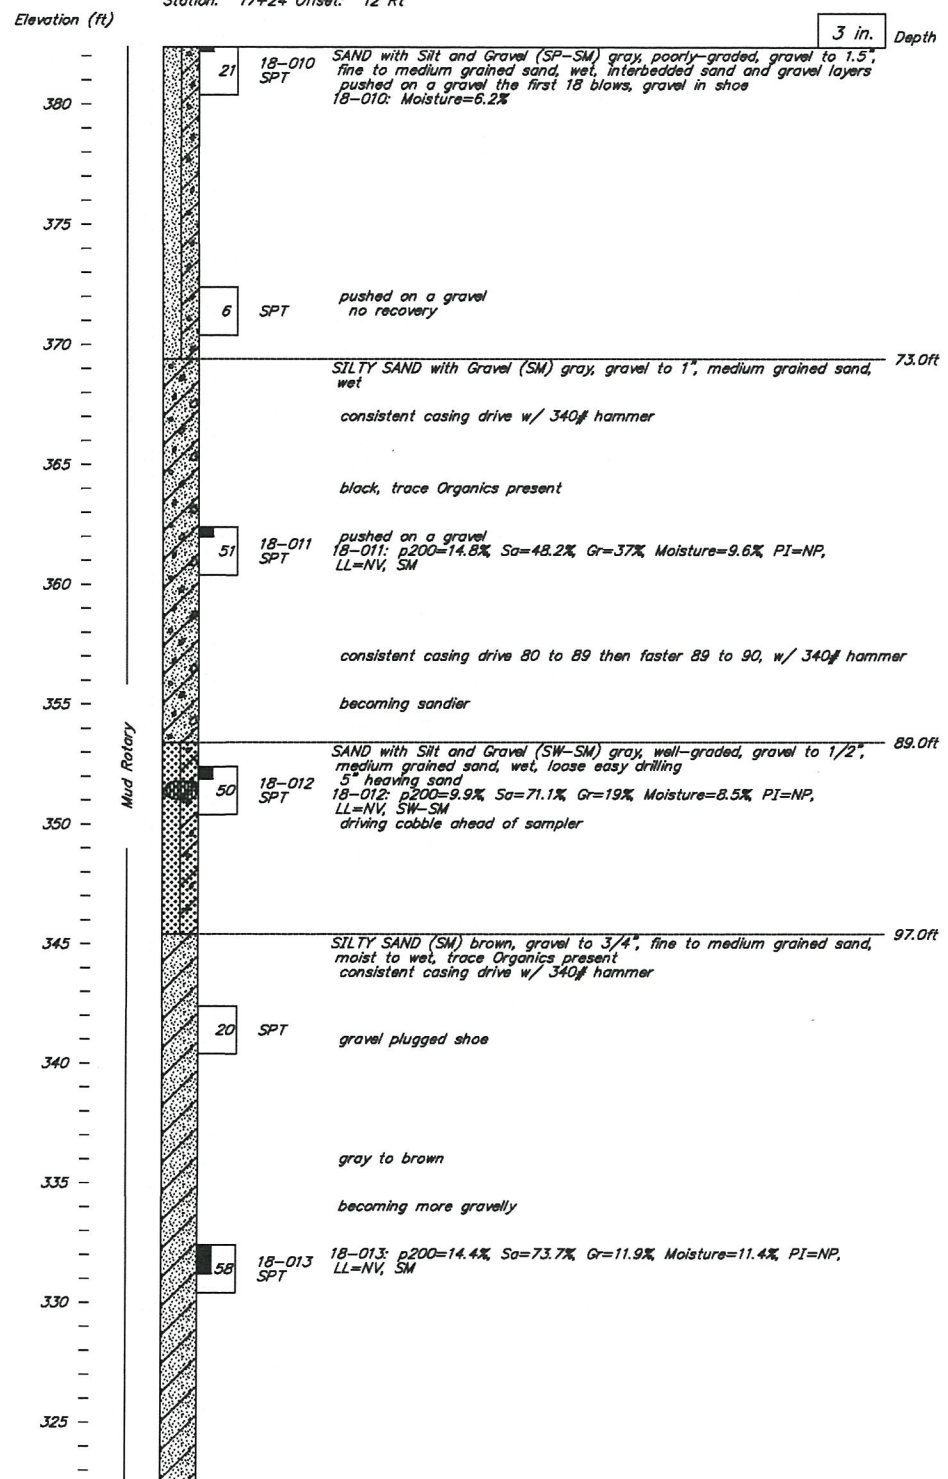 Station: 17+24 Offset: 12 Rt
Elevation (ft)
3 in.
Depth
21
18-010
SPT
SAND with Silt and Gravel (SP-SM) gray, poorly-graded, gravel to 1.5",
fine to medium grained sand, wet, interbedded sand and gravel layers
pushed on a gravel the first 18 blows, gravel in shoe
18-010: Moisture=6.2%
380
375
6
SPT
pushed on a gravel
no recovery
370
73.0ft
SILTY SAND with Gravel (SM) gray, gravel to 1", medium grained sand,
wet
consistent casing drive w/ 340# hammer
365
black, trace Organics present
51
18-011
SPT
pushed on a gravel
18-011: p200=14.8%, Sa=48.2%, Gr=37%, Moisture=9.6%, PI=NP,
LL=NV, SM
360
consistent casing drive 80 to 89 then faster 89 to 90, w/ 340# hammer
355
becoming sandier
Mud Rotary
89.0ft
SAND with Silt and Gravel (SW-SM) gray, well-graded, gravel to 1/2",
medium grained sand, wet, loose easy drilling
5" heaving sand
50
18-012
SPT
18-012: p200=9.9%, Sa=71.1%, Gr=19%, Moisture=8.5%, PI=NP,
LL=NV, SW-SM
driving cobble ahead of sampler
350
97.0ft
345
SILTY SAND (SM) brown, gravel to 3/4", fine to medium grained sand,
moist to wet, trace Organics present
consistent casing drive w/ 340# hammer
20
SPT
gravel plugged shoe
340
gray to brown
335
becoming more gravelly
58
18-013
SPT
18-013: p200=14.4%, Sa=73.7%, Gr=11.9%, Moisture=11.4%, PI=NP,
LL=NV, SM
330
325